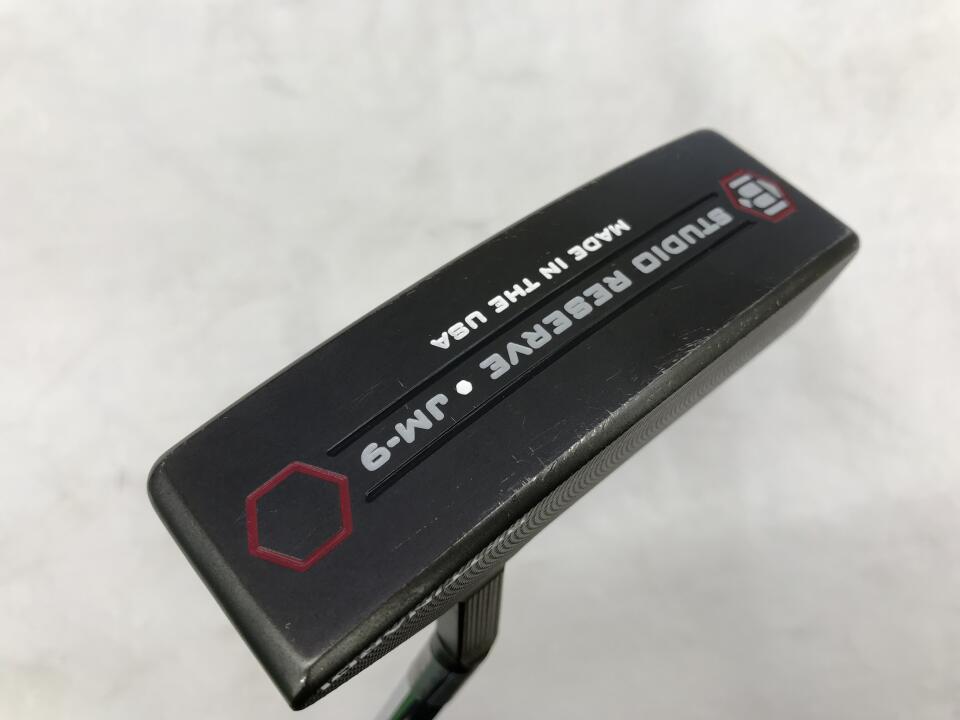 B
STUDIO RESERVE • JM-9
MADE IN THE USA